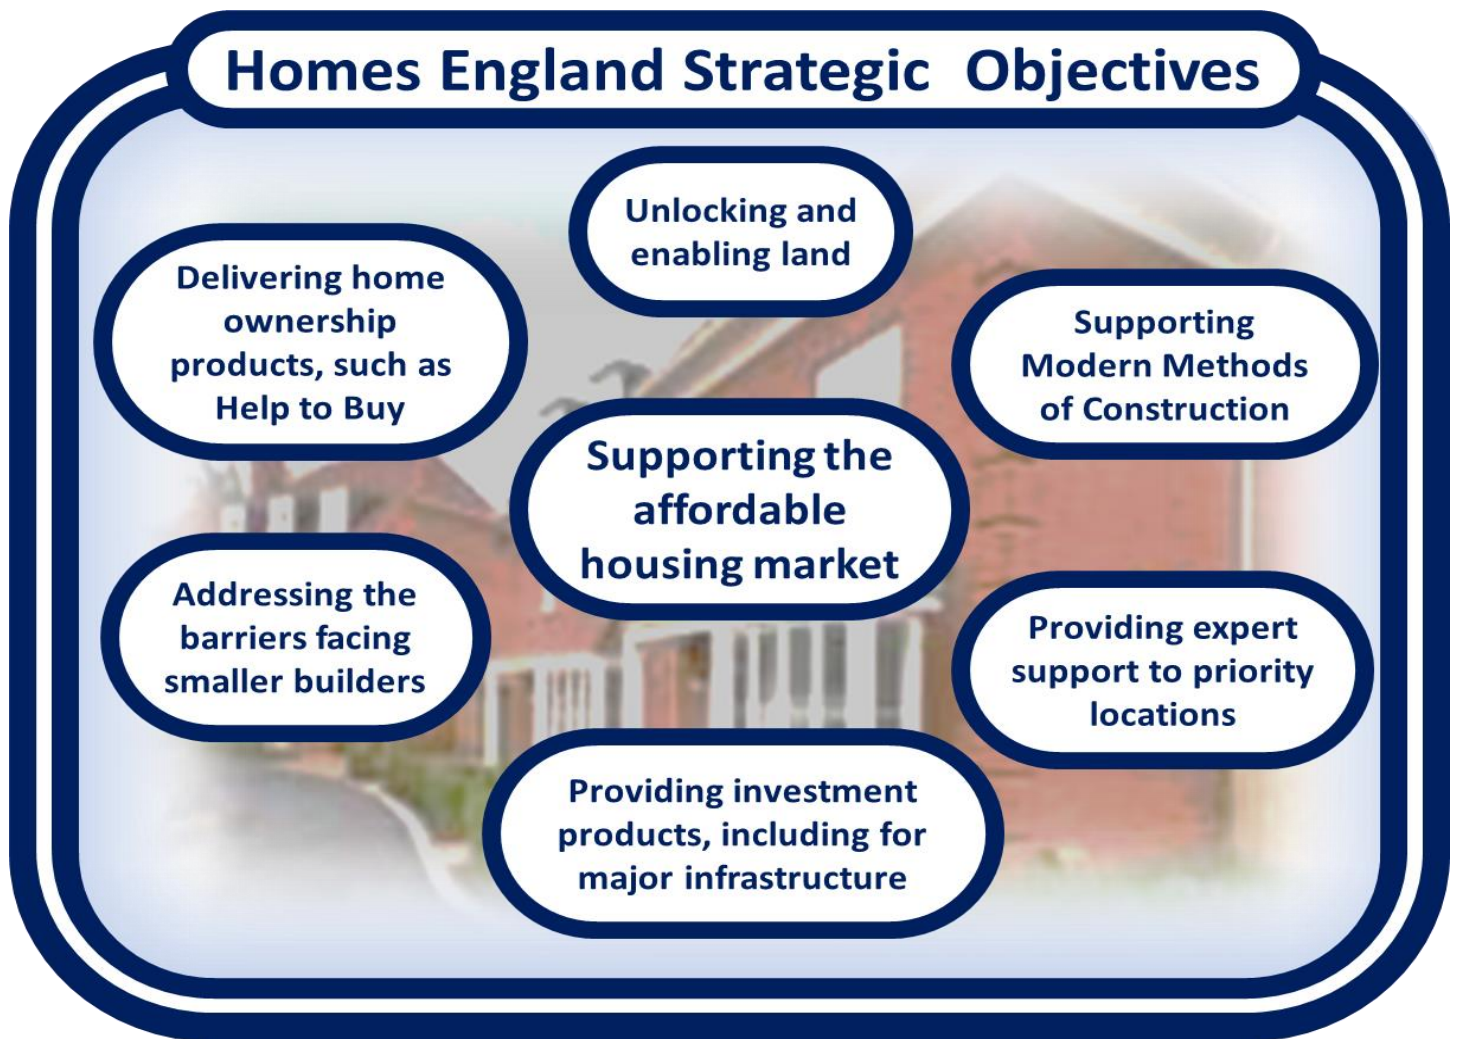 Homes England Strategic Objectives
Unlocking and
enabling land
Delivering home
ownership
products, such as
Help to Buy
Supporting
Modern Methods
of Construction
Supporting the
affordable
housing market
Addressing the
barriers facing
smaller builders
Providing expert
support to priority
locations
Providing investment
products, including for
major infrastructure